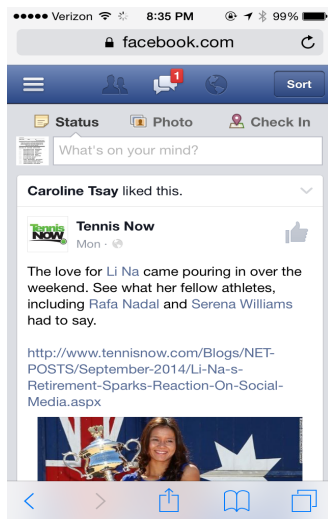 Verizon 8:35 PM 99%
facebook.com
1
Sort
Status Photo Check In
What's on your mind?
Caroline Tsay liked this.
Tennis
NOW
Tennis Now
Mon ·
The love for Li Na came pouring in over the
weekend. See what her fellow athletes,
including Rafa Nadal and Serena Williams
had to say.
http://www.tennisnow.com/Blogs/NET-
POSTS/September-2014/Li-Na-s-
Retirement-Sparks-Reaction-On-Social-
Media.aspx